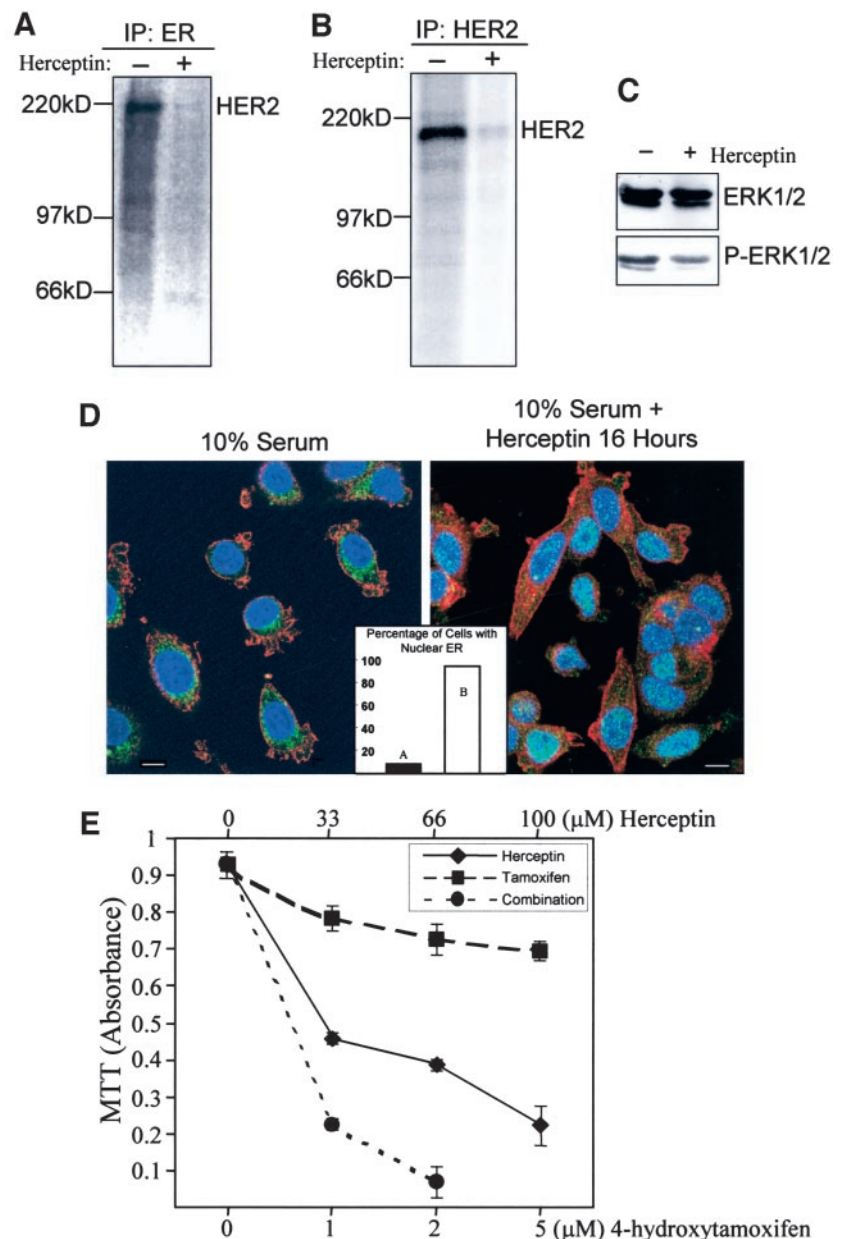 A
IP: ER
Herceptin: – +
220kD
HER2
97kD
66kD
B
IP: HER2
Herceptin: – +
220kD
HER2
97kD
66kD
C
– + Herceptin
ERK1/2
P-ERK1/2
D
10% Serum
10% Serum +
Herceptin 16 Hours
Percentage of Cells with
Nuclear ER
100
80
60
40
20
A
B
E
0 33 66 100 (μM) Herceptin
Herceptin
Tamoxifen
Combination
MTT (Absorbance)
1
0.9
0.8
0.7
0.6
0.5
0.4
0.3
0.2
0.1
0 1 2 5 (μM) 4-hydroxytamoxifen